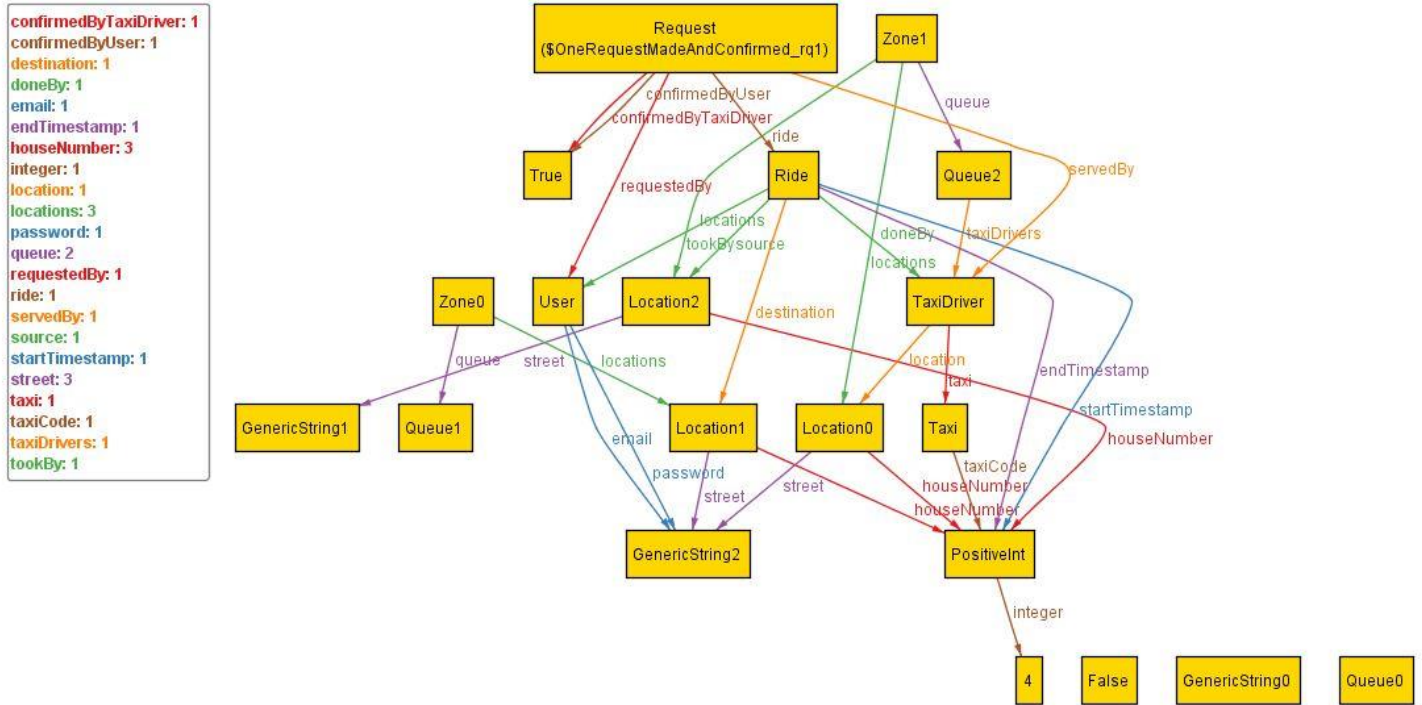 confirmedByTaxiDriver: 1
confirmedByUser: 1
destination: 1
doneBy: 1
email: 1
endTimestamp: 1
houseNumber: 3
integer: 1
location: 1
locations: 3
password: 1
queue: 2
requestedBy: 1
ride: 1
servedBy: 1
source: 1
startTimestamp: 1
street: 3
taxi: 1
taxiCode: 1
taxiDrivers: 1
tookBy: 1
Request
($OneRequestMadeAndConfirmed_rq1)
Zone1
confirmedByUser
queue
confirmedByTaxiDriver
ride
True
Ride
Queue2
servedBy
requestedBy
locations
doneBy
taxiDrivers
tookBysource
locations
Zone0
User
Location2
TaxiDriver
destination
queue
street
locations
location
endTimestamp
taxi
startTimestamp
GenericString1
Queue1
Location1
Location0
Taxi
email
houseNumber
password
taxiCode
street
street
houseNumber
houseNumber
GenericString2
PositiveInt
integer
4
False
GenericString0
Queue0